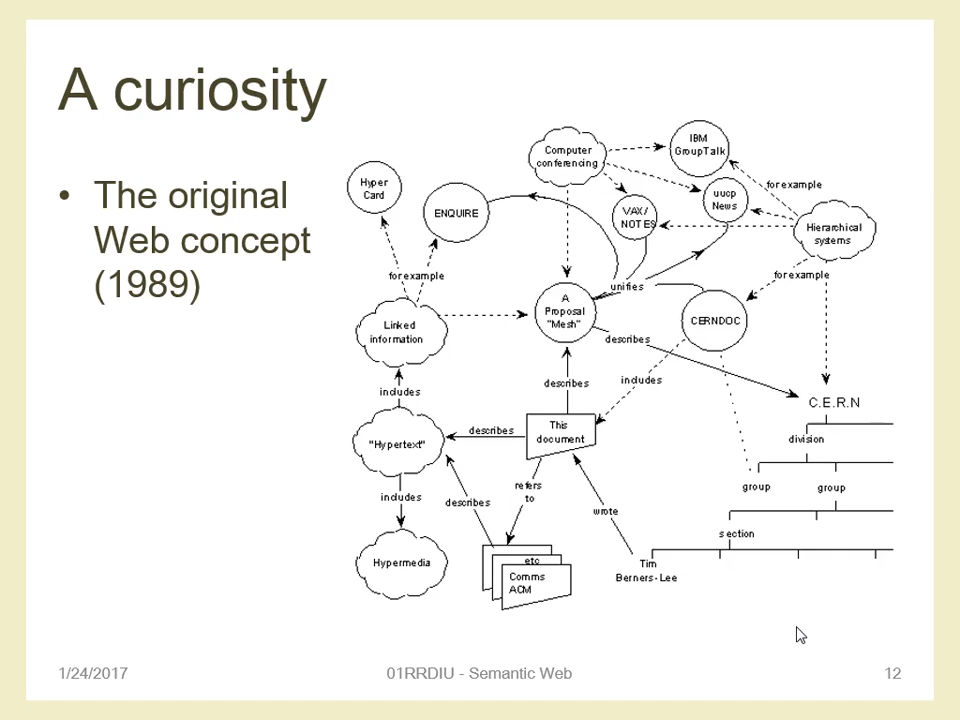 A curiosity
• The original
Web concept
(1989)
IBM
GroupTalk
Computer
conferencing
Hyper
Card
ENQUIRE
VAX/
NOTES
uucp
News
for example
Hierarchical
systems
for example
for example
unifies
A
Proposal
"Mesh"
CERNDOC
Linked
information
describes
includes
describes
includes
C.E.R.N
This
document
describes
"Hypertext"
division
refers
to
group
group
includes
describes
wrote
section
Hypermedia
etc
Comms
ACM
Tim
Berners-Lee
1/24/2017
01RRDIU - Semantic Web
12